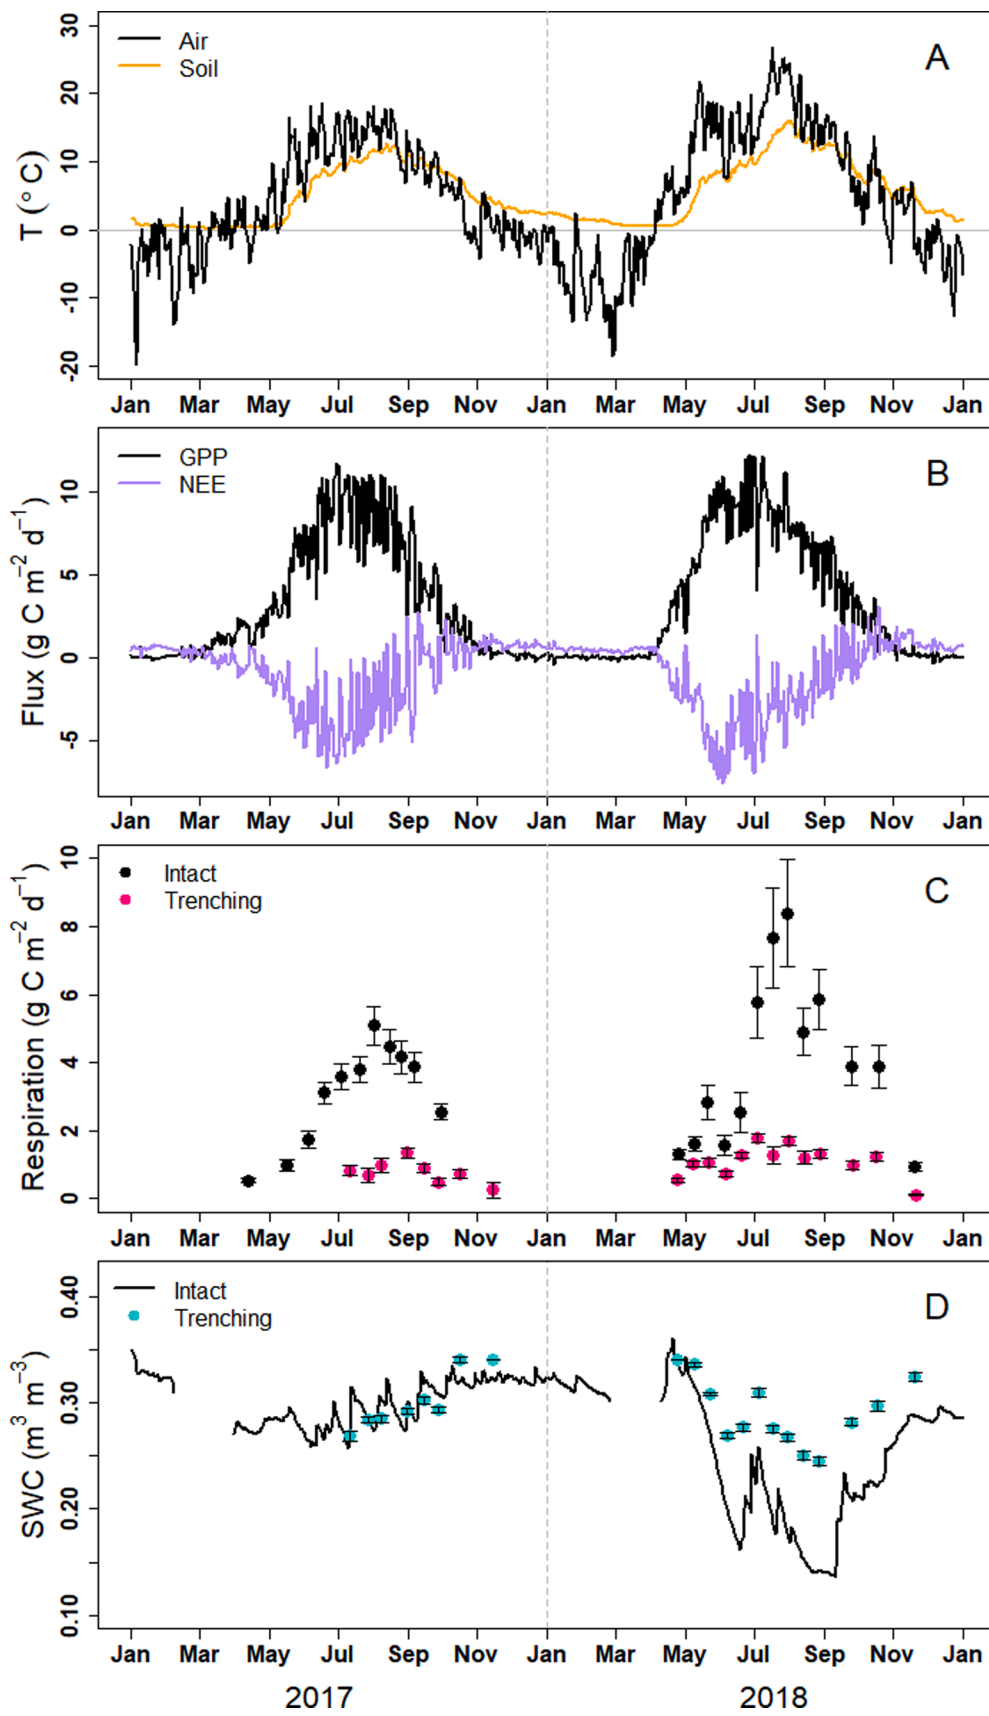 Air
Soil
A
T (° C)
30
20
10
0
-10
-20
Jan Mar May Jul Sep Nov Jan Mar May Jul Sep Nov Jan
GPP
NEE
B
Flux (g C m−2 d−1)
10
5
0
-5
Jan Mar May Jul Sep Nov Jan Mar May Jul Sep Nov Jan
Intact
Trenching
C
Respiration (g C m−2 d−1)
10
8
6
4
2
0
Jan Mar May Jul Sep Nov Jan Mar May Jul Sep Nov Jan
Intact
Trenching
D
SWC (m3 m−3)
0.40
0.30
0.20
0.10
Jan Mar May Jul Sep Nov Jan Mar May Jul Sep Nov Jan
2017 2018